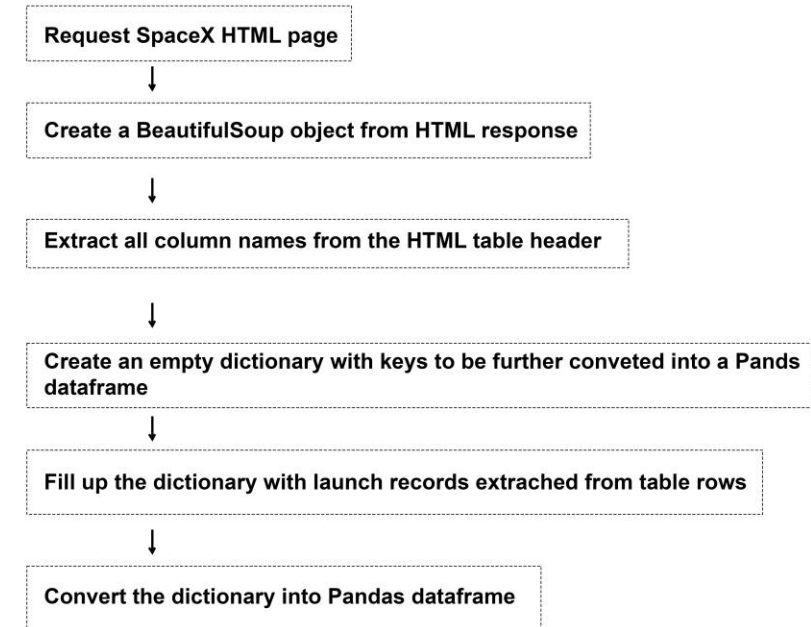 Request SpaceX HTML page
Create a BeautifulSoup object from HTML response
Extract all column names from the HTML table header
Create an empty dictionary with keys to be further conveted into a Pands
dataframe
Fill up the dictionary with launch records extrached from table rows
Convert the dictionary into Pandas dataframe